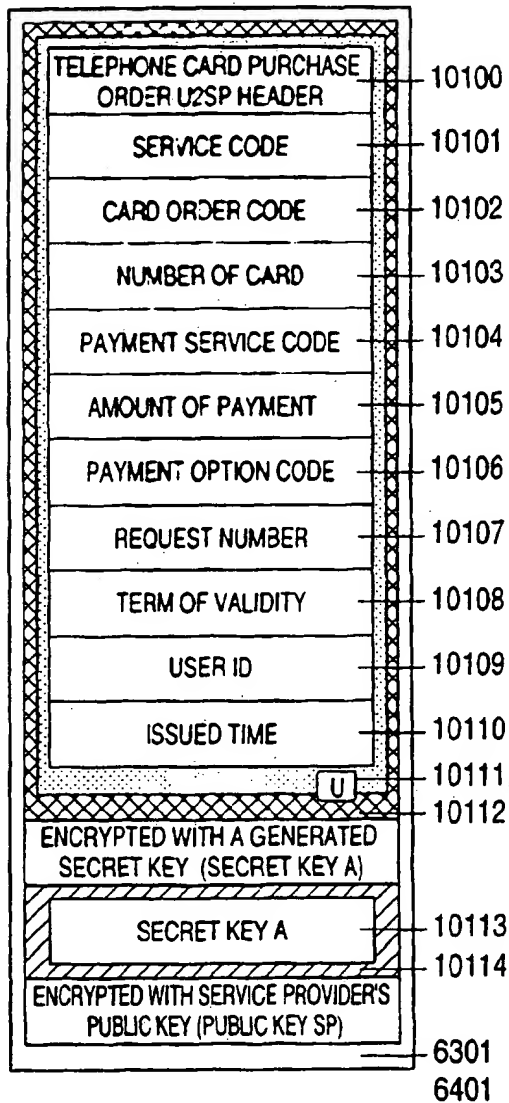 TELEPHONE CARD PURCHASE 10100
ORDER U2SP HEADER
SERVICE CODE 10101
CARD ORDER CODE 10102
NUMBER OF CARD 10103
PAYMENT SERVICE CODE 10104
AMOUNT OF PAYMENT 10105
PAYMENT OPTION CODE 10106
REQUEST NUMBER 10107
TERM OF VALIDITY 10108
USER ID 10109
ISSUED TIME 10110
U 10111
10112
ENCRYPTED WITH A GENERATED
SECRET KEY (SECRET KEY A)
SECRET KEY A 10113
10114
ENCRYPTED WITH SERVICE PROVIDER'S
PUBLIC KEY (PUBLIC KEY SP)
6301
6401